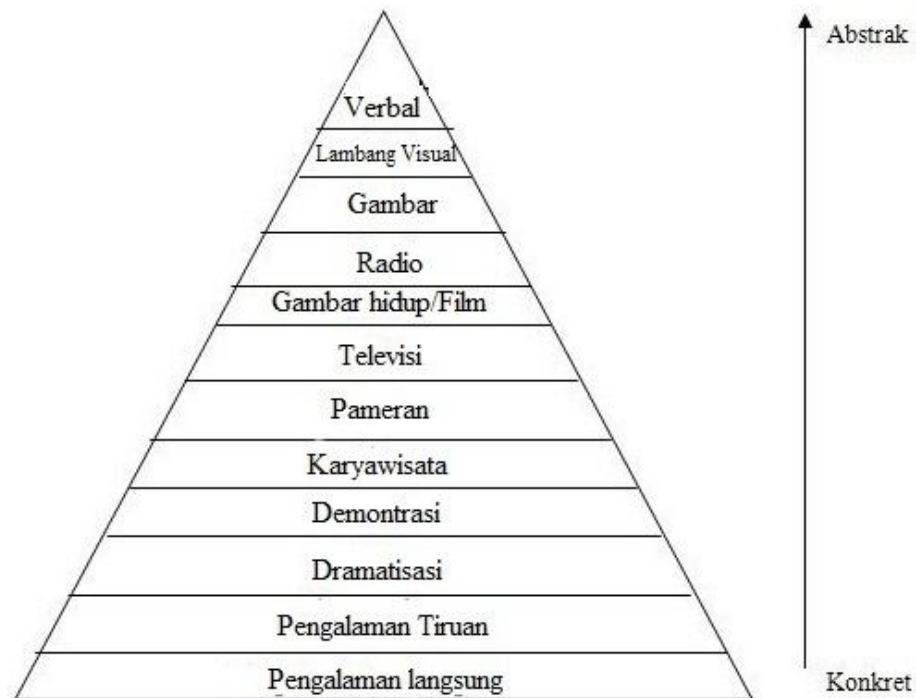 Abstrak
Verbal
Lambang Visual
Gambar
Radio
Gambar hidup/Film
Televisi
Pameran
Karyawisata
Demontrasi
Dramatisasi
Pengalaman Tiruan
Pengalaman langsung
Konkret